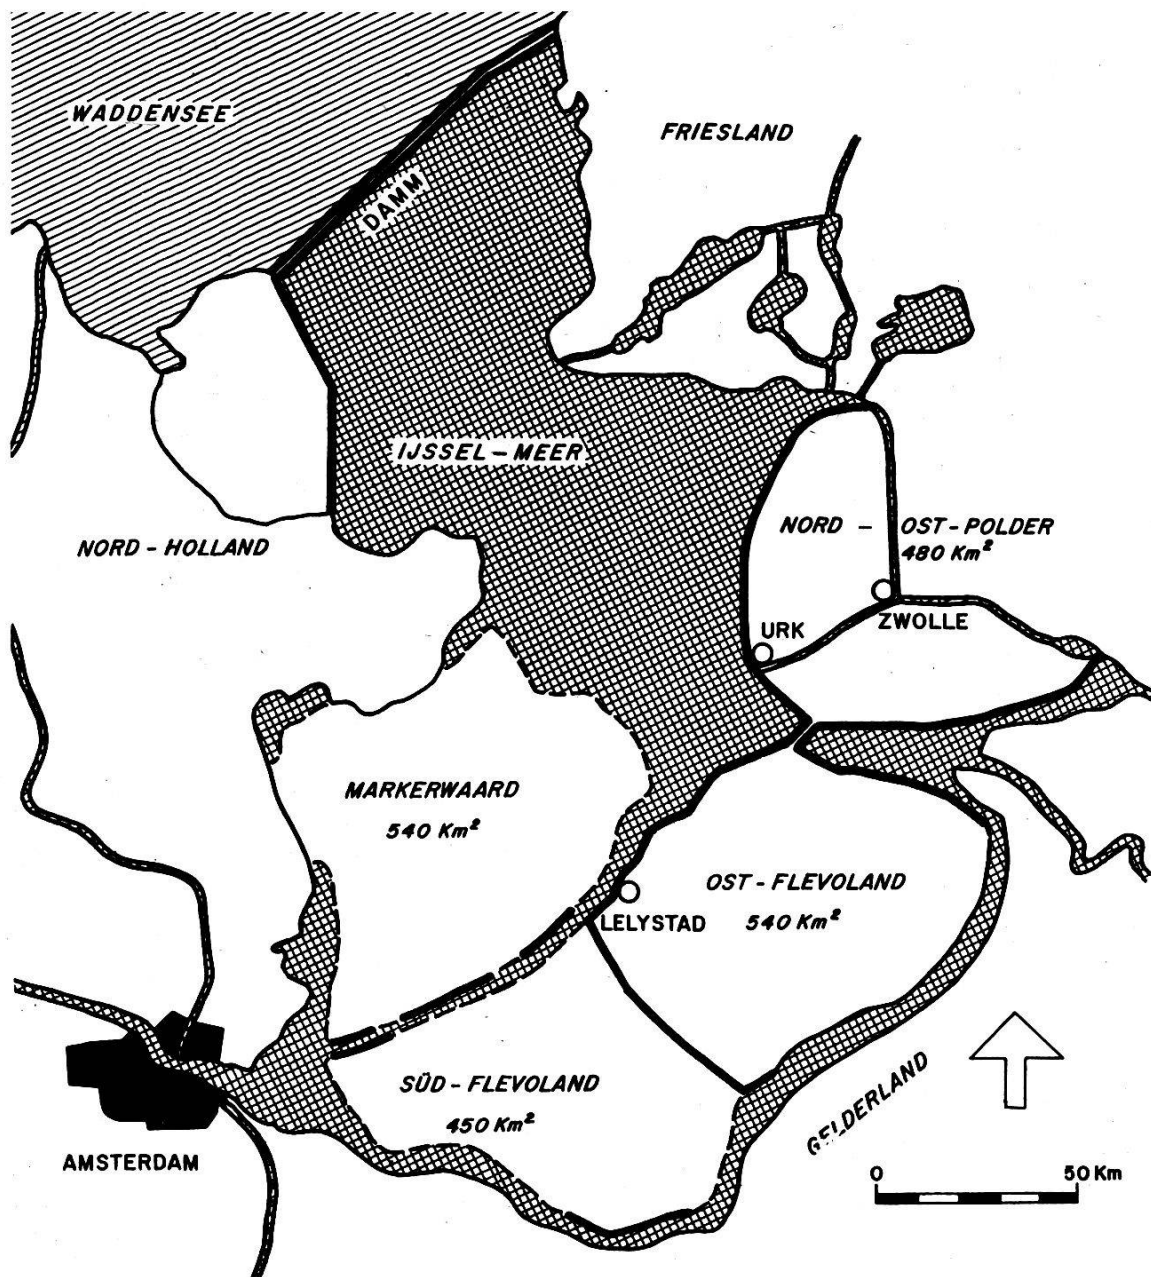 WADDENSEE
FRIESLAND
DAMM
IJSSEL – MEER
NORD – OST - POLDER
480 Km²
NORD - HOLLAND
URK
ZWOLLE
MARKERWAARD
540 Km²
OST - FLEVOLAND
540 Km²
LELYSTAD
SÜD - FLEVOLAND
450 Km²
GELDERLAND
AMSTERDAM
0 50 Km